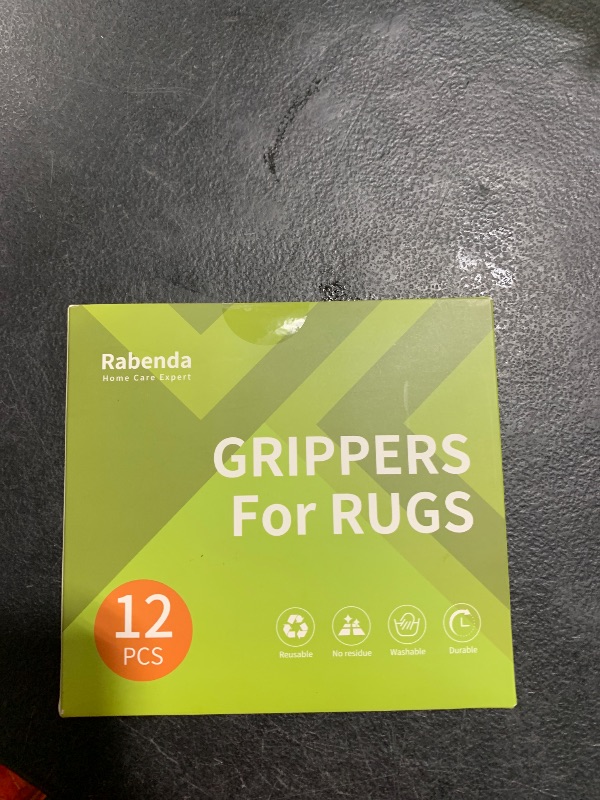 Rabenda
Home Care Expert
GRIPPERS
For RUGS
12
PCS
Reusable
No residue
Washable
Durable